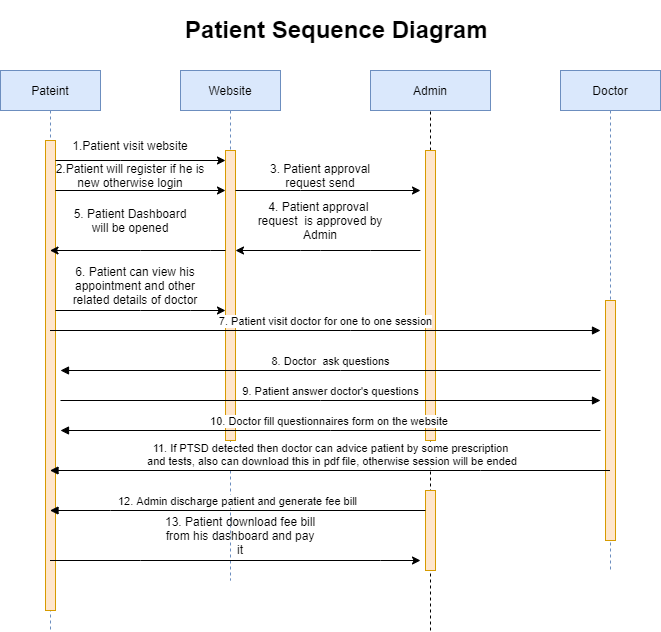 Patient Sequence Diagram
Pateint
Website
Admin
Doctor
1.Patient visit website
2.Patient will register if he is
new otherwise login
3. Patient approval
request send
4. Patient approval
request is approved by
Admin
5. Patient Dashboard
will be opened
6. Patient can view his
appointment and other
related details of doctor
7. Patient visit doctor for one to one session
8. Doctor ask questions
9. Patient answer doctor's questions
10. Doctor fill questionnaires form on the website
11. If PTSD detected then doctor can advice patient by some prescription
and tests, also can download this in pdf file, otherwise session will be ended
12. Admin discharge patient and generate fee bill
13. Patient download fee bill
from his dashboard and pay
it